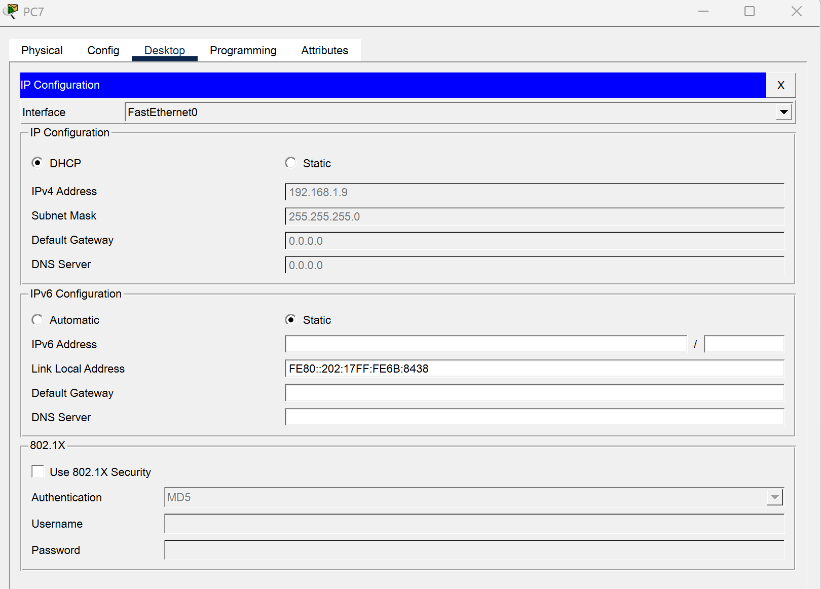 PC7
Physical Config Desktop Programming Attributes
IP Configuration X
Interface FastEthernet0
IP Configuration
DHCP Static
IPv4 Address 192.168.1.9
Subnet Mask 255.255.255.0
Default Gateway 0.0.0.0
DNS Server 0.0.0.0
IPv6 Configuration
Automatic Static
IPv6 Address /
Link Local Address FE80::202:17FF:FE6B:8438
Default Gateway
DNS Server
802.1X
Use 802.1X Security
Authentication MD5
Username
Password